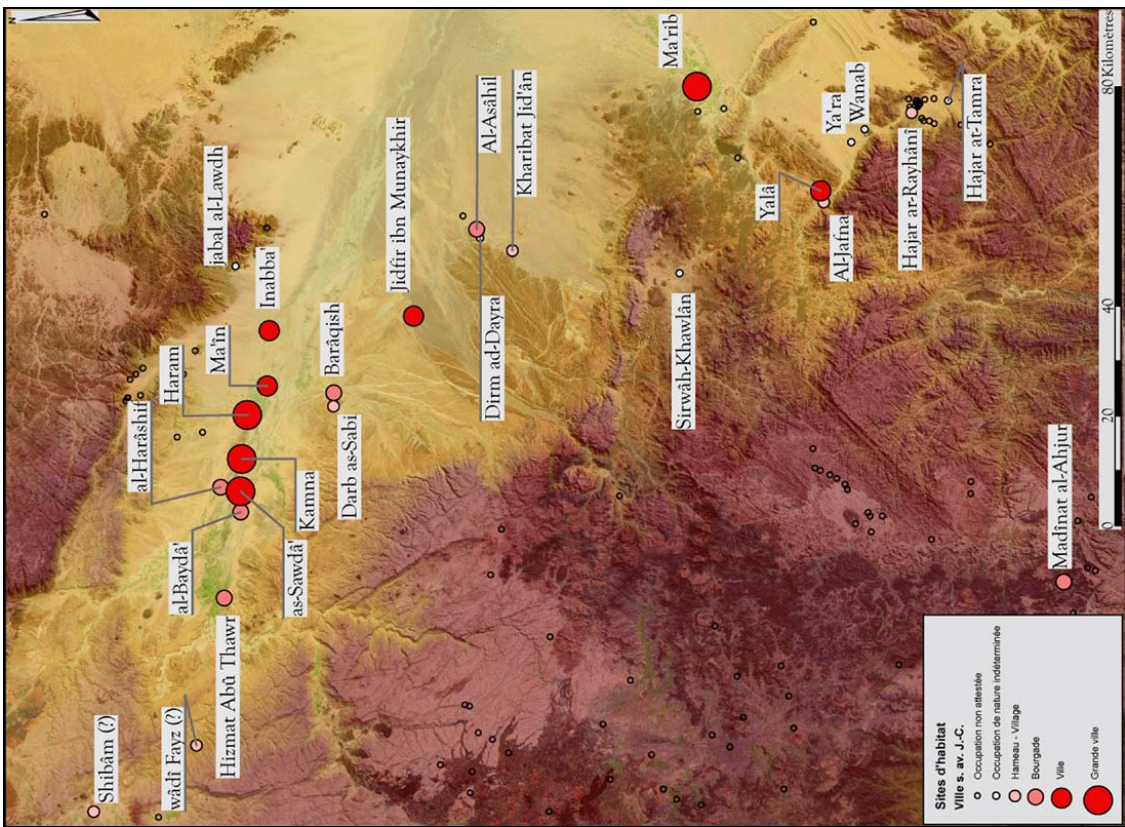 N
Shibâm (?)
wâdî Fayz (?)
Hizmat Abû Thawr
al-Baydâ'
as-Sawdâ'
al-Harâshif
Kamna
Haram
Ma'în
Inabba'
jabal al-Lawdh
Darb as-Sabi
Barâqish
Jidfir ibn Munaykhir
Dirm ad-Dayra
Al-Asâhil
Kharibat Jid'ân
Ma'rib
Sirwâh-Khawlân
Yalâ
Al-Jafna
Ya'ra
Wanab
Hajar ar-Rayhânî
Hajar at-Tamra
Madînat al-Ahjur
Sites d'habitat
VIIe s. av. J.-C.
Occupation non attestée
Occupation de nature indéterminée
Hameau - Village
Bourgade
Ville
Grande ville
0 20 40 80 Kilomètres